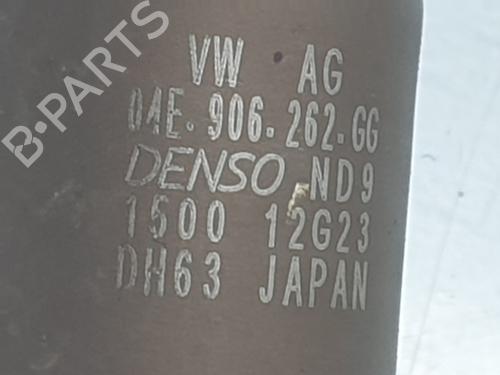 B-PARTS
VW AG
04E.906.262.GG
DENSO ND9
1500 12G23
DH63 JAPAN